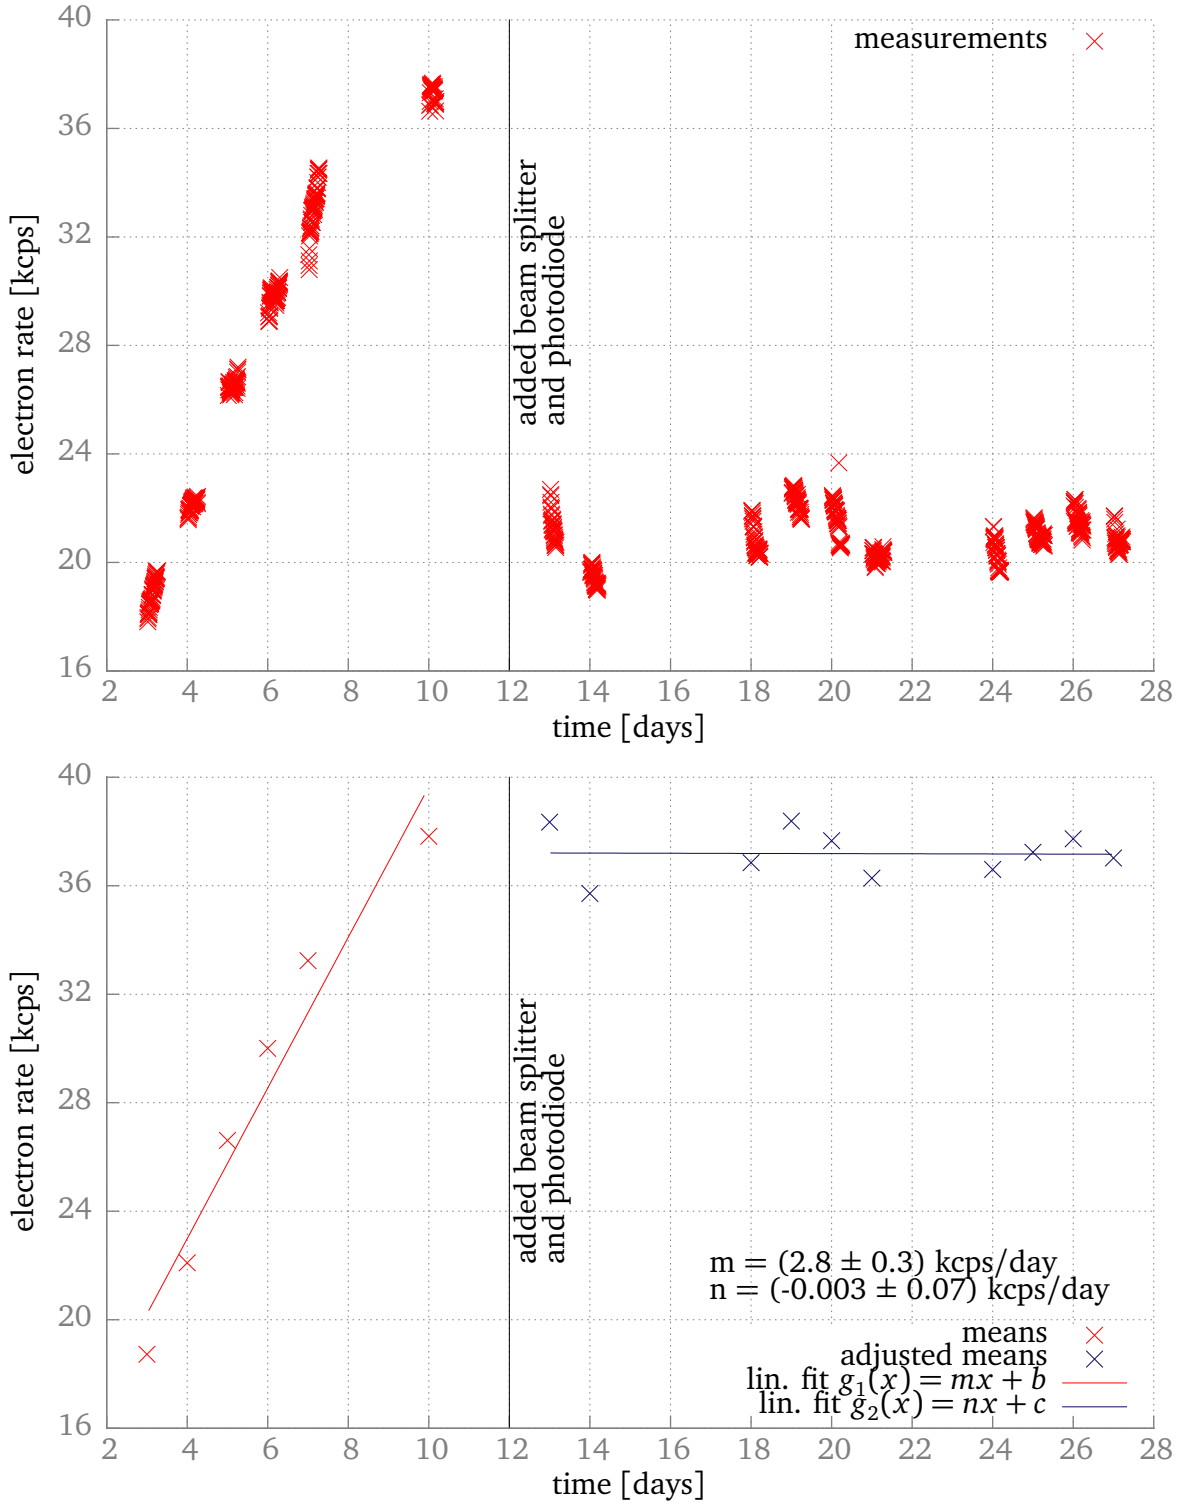 40
36
32
28
24
20
16
2 4 6 8 10 12 14 16 18 20 22 24 26 28
electron rate [kcps]
time [days]
measurements
added beam splitter
and photodiode
40
36
32
28
24
20
16
2 4 6 8 10 12 14 16 18 20 22 24 26 28
electron rate [kcps]
time [days]
added beam splitter
and photodiode
m = (2.8 ± 0.3) kcps/day
n = (-0.003 ± 0.07) kcps/day
means
adjusted means
lin. fit g₁(x) = mx + b
lin. fit g₂(x) = nx + c